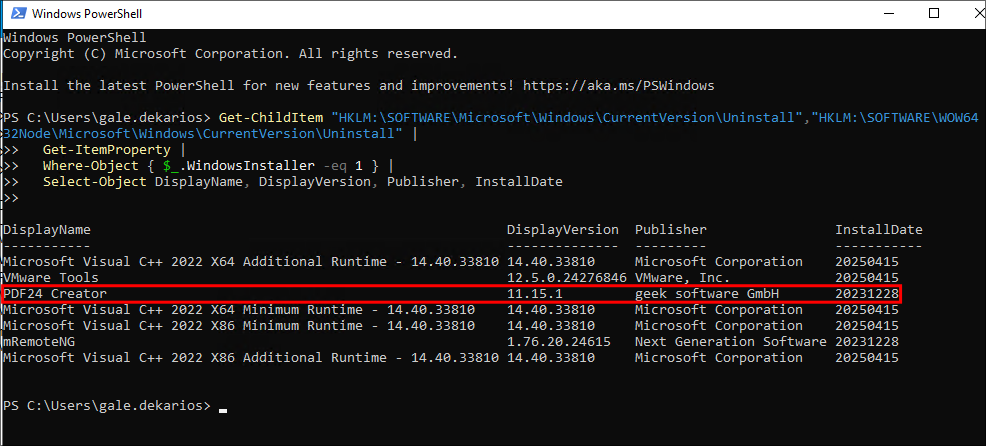 Windows PowerShell
Windows PowerShell
Copyright (C) Microsoft Corporation. All rights reserved.
Install the latest PowerShell for new features and improvements! https://aka.ms/PSWindows
PS C:\Users\gale.dekarios> Get-ChildItem "HKLM:\SOFTWARE\Microsoft\Windows\CurrentVersion\Uninstall","HKLM:\SOFTWARE\WOW64
32Node\Microsoft\Windows\CurrentVersion\Uninstall" |
>>   Get-ItemProperty |
>>   Where-Object { $_.WindowsInstaller -eq 1 } |
>>   Select-Object DisplayName, DisplayVersion, Publisher, InstallDate
>>
DisplayName                                                    DisplayVersion  Publisher                InstallDate
-----------                                                    --------------  ---------                -----------
Microsoft Visual C++ 2022 X64 Additional Runtime - 14.40.33810 14.40.33810     Microsoft Corporation    20250415
VMware Tools                                                   12.5.0.24276846 VMware, Inc.             20250415
PDF24 Creator                                                  11.15.1         geek software GmbH       20231228
Microsoft Visual C++ 2022 X64 Minimum Runtime - 14.40.33810    14.40.33810     Microsoft Corporation    20250415
Microsoft Visual C++ 2022 X86 Minimum Runtime - 14.40.33810    14.40.33810     Microsoft Corporation    20250415
mRemoteNG                                                      1.76.20.24615   Next Generation Software 20231228
Microsoft Visual C++ 2022 X86 Additional Runtime - 14.40.33810 14.40.33810     Microsoft Corporation    20250415
PS C:\Users\gale.dekarios>